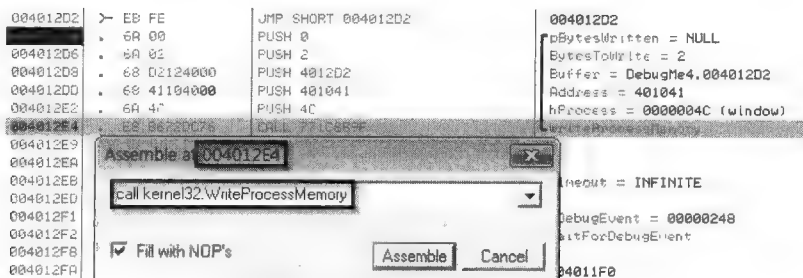 004012D2 > EB FE JMP SHORT 004012D2 004012D2
. 6A 00 PUSH 0 pBytesWritten = NULL
004012D6 . 6A 02 PUSH 2 BytesToWrite = 2
004012D8 . 68 D2124000 PUSH 4012D2 Buffer = DebugMe4.004012D2
004012DD . 68 41104000 PUSH 401041 Address = 401041
004012E2 . 6A 4C PUSH 4C hProcess = 0000004C (window)
004012E4 CALL WriteProcessMemory
004012E9
004012EA Assemble at 004012E4
004012EB
004012ED call kernel32.WriteProcessMemory = INFINITE
004012F1 DebugEvent = 00000248
004012F2
004012F8 Fill with NOP's Assemble Cancel
004012FA 04011F0